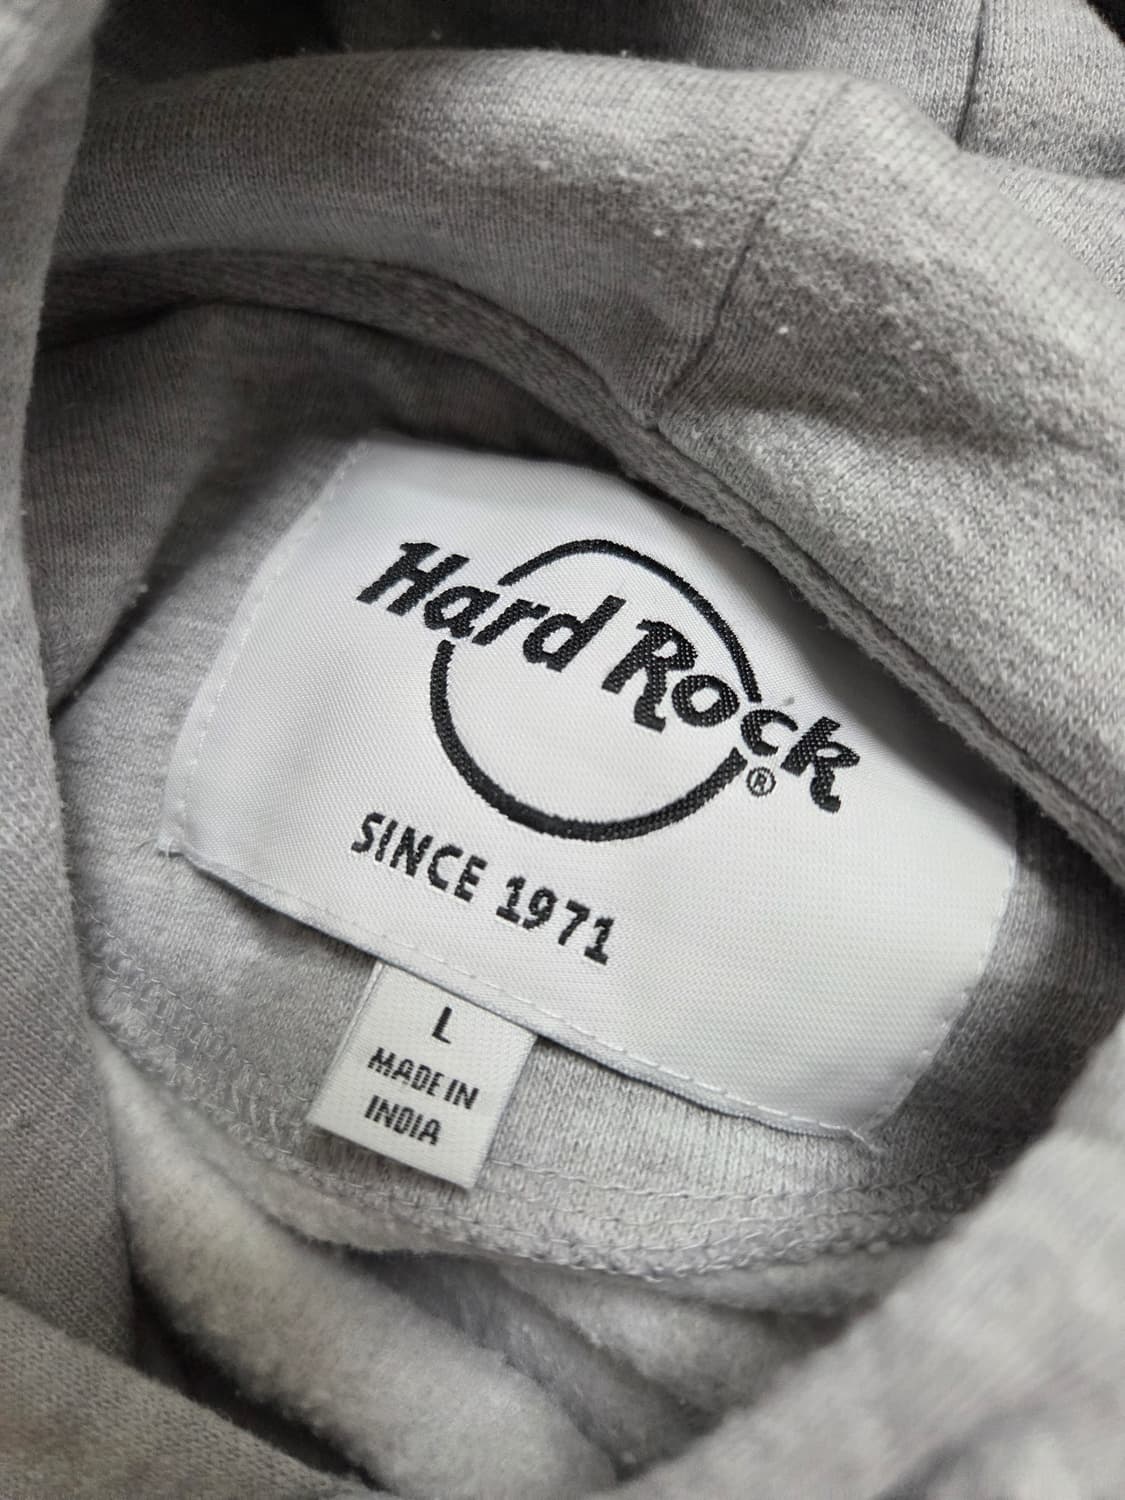 Hard Rock
®
SINCE 1971
L
MADE IN
INDIA